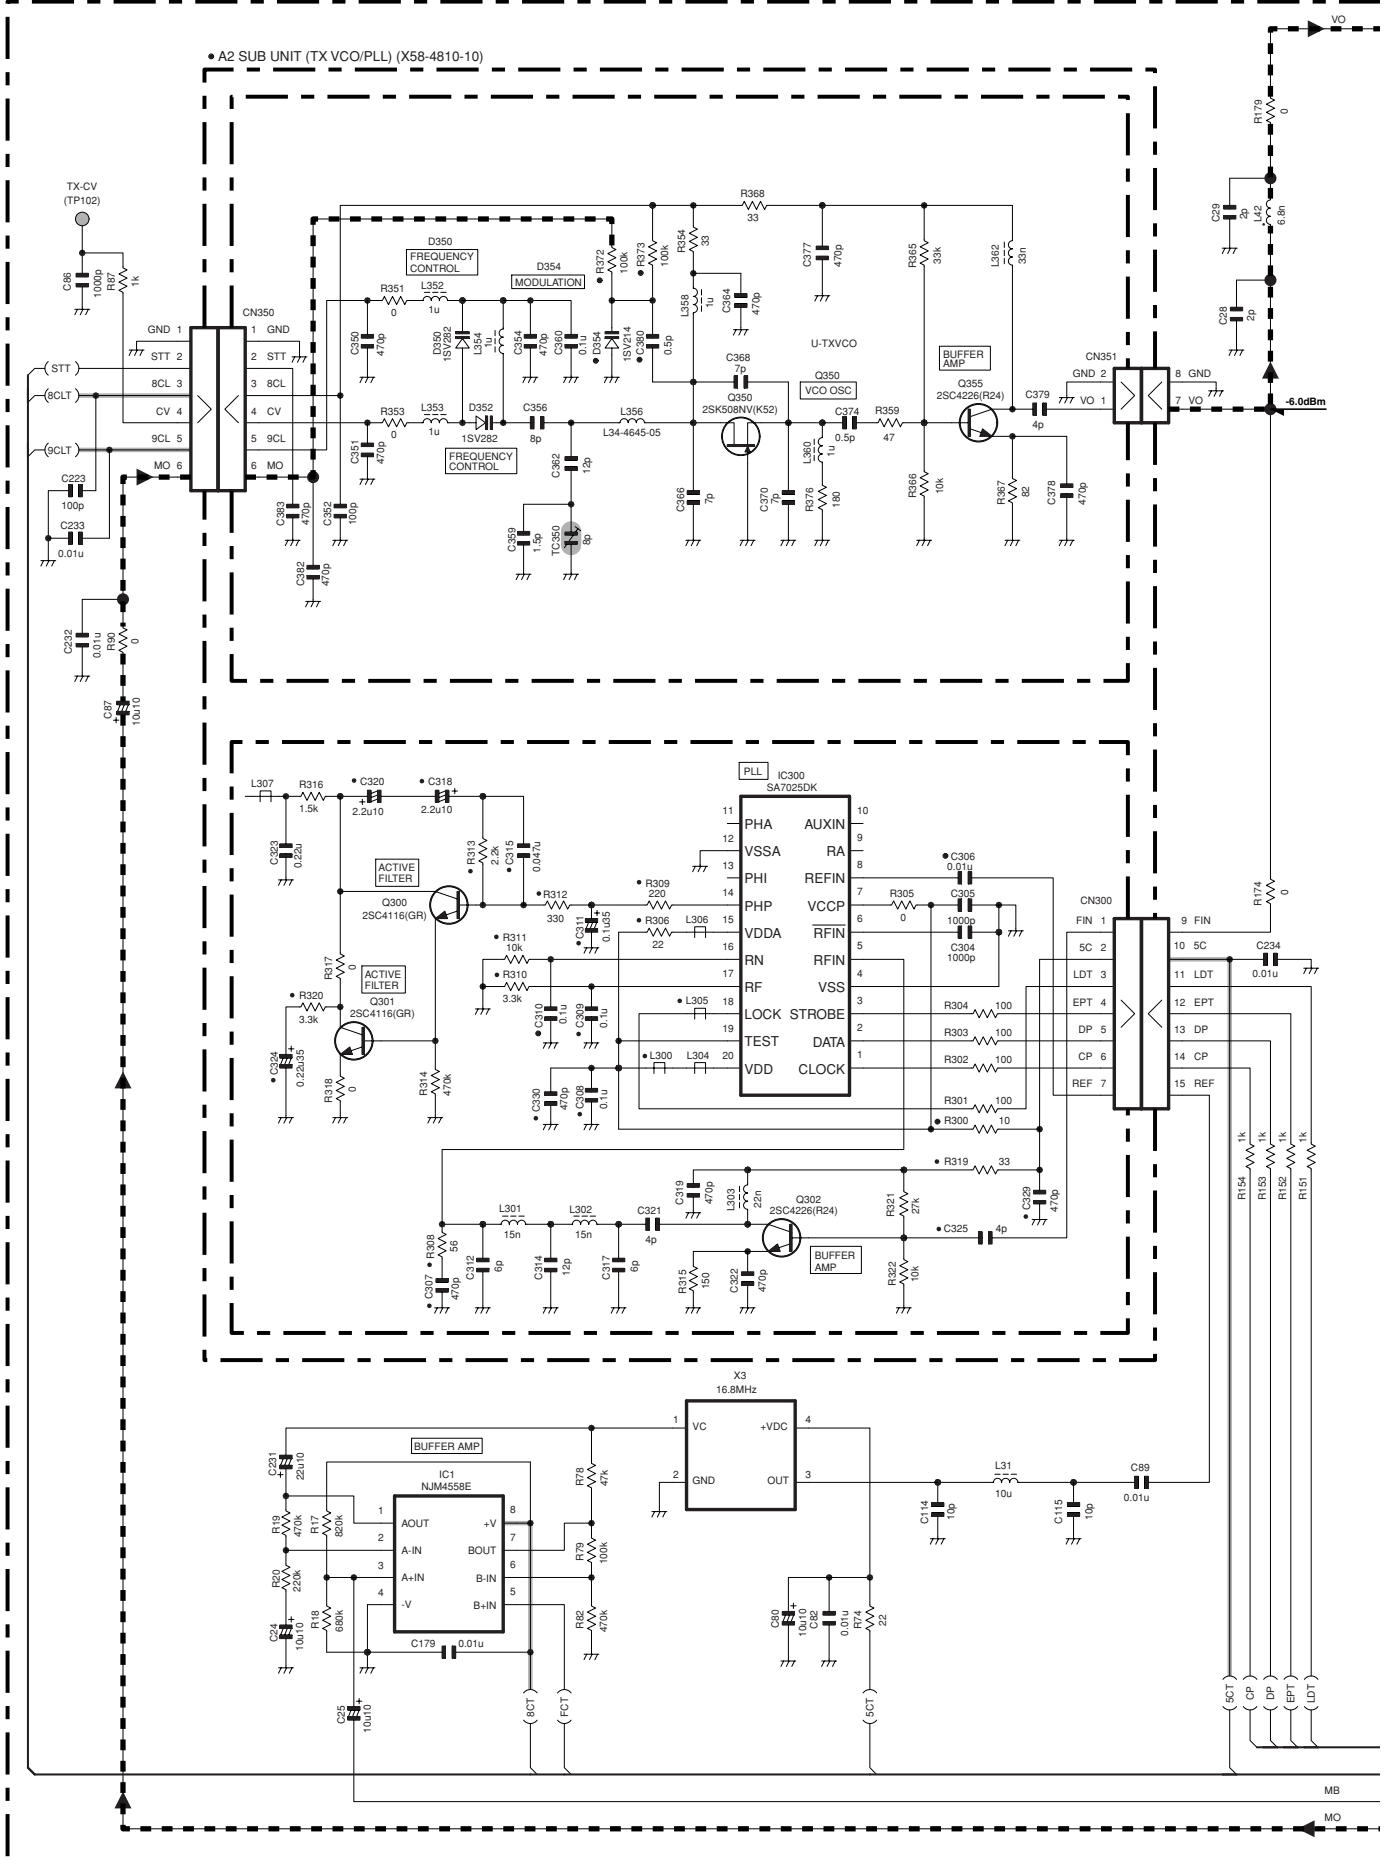 VO
• A2 SUB UNIT (TX VCO/PLL) (X58-4810-10)
R179 0
C29 2p
L42 6.8n
C28 2p
-6.0dBm
TX-CV
(TP102)
C86 1000p
R87 1k
R368
33
R354 33
C377 470p
R365 33k
L362 33n
D350
FREQUENCY
CONTROL
D354
MODULATION
• R372 100k
• R373 100k
L358 1u
C364 470p
R351
0
L352
1u
CN350
GND 1
STT 2
8CL 3
CV 4
9CL 5
MO 6
1 GND
2 STT
3 8CL
4 CV
5 9CL
6 MO
STT
8CLT
9CLT
C350 470p
D350 1SV282
L354 1u
C354 470p
C360 0.1u
• D354 1SV214
• C380 0.5p
U-TXVCO
C368
7p
Q350
2SK508NV(K52)
Q350
VCO OSC
BUFFER
AMP
Q355
2SC4226(R24)
CN351
GND 2
VO 1
8 GND
7 VO
R353
0
L353
1u
D352
1SV282
FREQUENCY
CONTROL
C356
8p
L356
L34-4645-05
C374
0.5p
R359
47
C379
4p
C351 470p
C362 12p
L360 1u
C223
100p
C233
0.01u
C383 470p
C352 100p
C366 7p
C370 7p
R376 180
R366 10k
R367 82
C378 470p
C359 1.5p
TC350 8p
C382 470p
C232 0.01u
R90 0
C87 10u10
+
L307
R316
1.5k
• C320
+
2.2u10
• C318
+
2.2u10
PLL
IC300
SA7025DK
C323 0.22u
• R313 2.2k
• C315 0.047u
ACTIVE
FILTER
Q300
2SC4116(GR)
11 PHA
12 VSSA
13 PHI
14 PHP
15 VDDA
16 RN
17 RF
18 LOCK
19 TEST
20 VDD
10 AUXIN
9 RA
8 REFIN
7 VCCP
6 RFIN
5 RFIN
4 VSS
3 STROBE
2 DATA
1 CLOCK
• R312
330
• C311 0.1u35
+
• R309
220
• R306
22
L306
• R311
10k
• R310
3.3k
• C310 0.1u
• C309 0.1u
• L305
• L300
L304
• C330 470p
• C308 0.1u
R317 0
ACTIVE
FILTER
Q301
2SC4116(GR)
• R320
3.3k
• C324 0.22u35
+
R318 0
R314 470k
• C306
0.01u
R305
0
C305
1000p
C304
1000p
R304 100
R303 100
R302 100
R301 100
• R300 10
• R319 33
CN300
FIN 1
5C 2
LDT 3
EPT 4
DP 5
CP 6
REF 7
9 FIN
10 5C
11 LDT
12 EPT
13 DP
14 CP
15 REF
R174 0
C234
0.01u
R154 1k
R153 1k
R152 1k
R151 1k
C319 470p
L303 22n
Q302
2SC4226(R24)
R321 27k
• C329 470p
L301
15n
L302
15n
C321
4p
BUFFER
AMP
• C325 4p
• R308 56
• C307 470p
C312 6p
C314 12p
C317 6p
R315 150
C322 470p
R322 10k
X3
16.8MHz
1 VC
2 GND
4 +VDC
3 OUT
C231 22u10
+
BUFFER AMP
IC1
NJM4558E
R78 47k
R19 470k
R17 820k
1 AOUT
2 A-IN
3 A+IN
4 -V
8 +V
7 BOUT
6 B-IN
5 B+IN
R79 100k
R20 220k
C24 10u10
+
R18 680k
C179 0.01u
R82 470k
C25 10u10
+
8CT
FCT
L31
10u
C114 10p
C115 10p
C89
0.01u
C80 10u10
+
C82 0.01u
R74 22
5CT
5CT
CP
DP
EPT
LDT
MB
MO